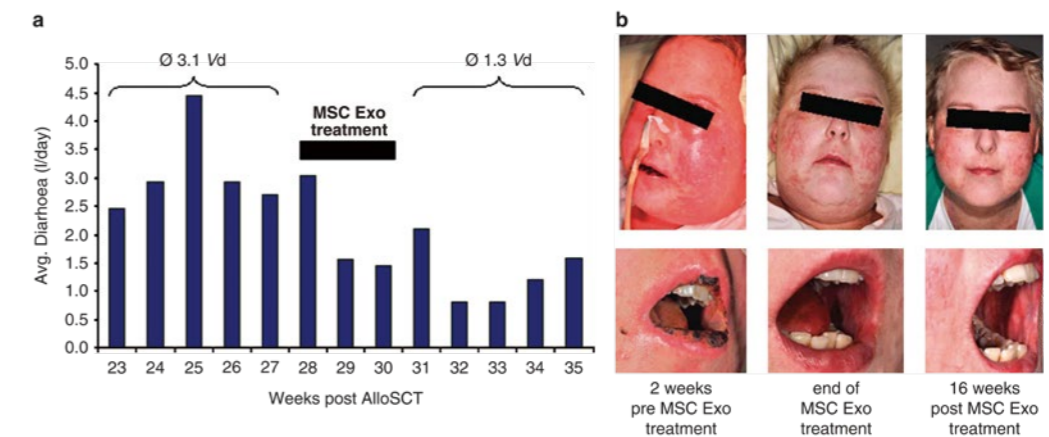 a
Ø 3.1 Vd
Ø 1.3 Vd
MSC Exo
treatment
Avg. Diarhoea (l/day)
5.0
4.5
4.0
3.5
3.0
2.5
2.0
1.5
1.0
0.5
0.0
23 24 25 26 27 28 29 30 31 32 33 34 35
Weeks post AlloSCT
b
2 weeks
pre MSC Exo
treatment
end of
MSC Exo
treatment
16 weeks
post MSC Exo
treatment